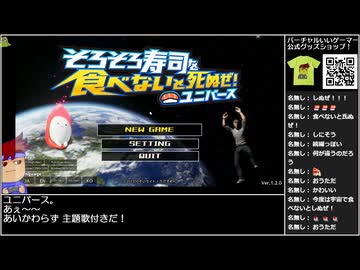 そろそろ寿司を
食べないと死ぬぜ!
ユニバース
NEW GAME
SETTING
QUIT
Ver.1.2.0
ユニバース。
あぇ〜〜
あいかわらず 主題歌付きだ!
バーチャルいいゲーマー
公式グッズショップ!
名無し:しぬぜ!!!
名無し:
名無し:食べないと氏ぬ
ぜ!
名無し:しにそう
名無し:続編っぽい
名無し:何が違うのだろ
う
名無し:
名無し:おうただ
名無し:かわいい
名無し:今度は宇宙で食
べないとしぬぜ!
名無し:
名無し:おうただ